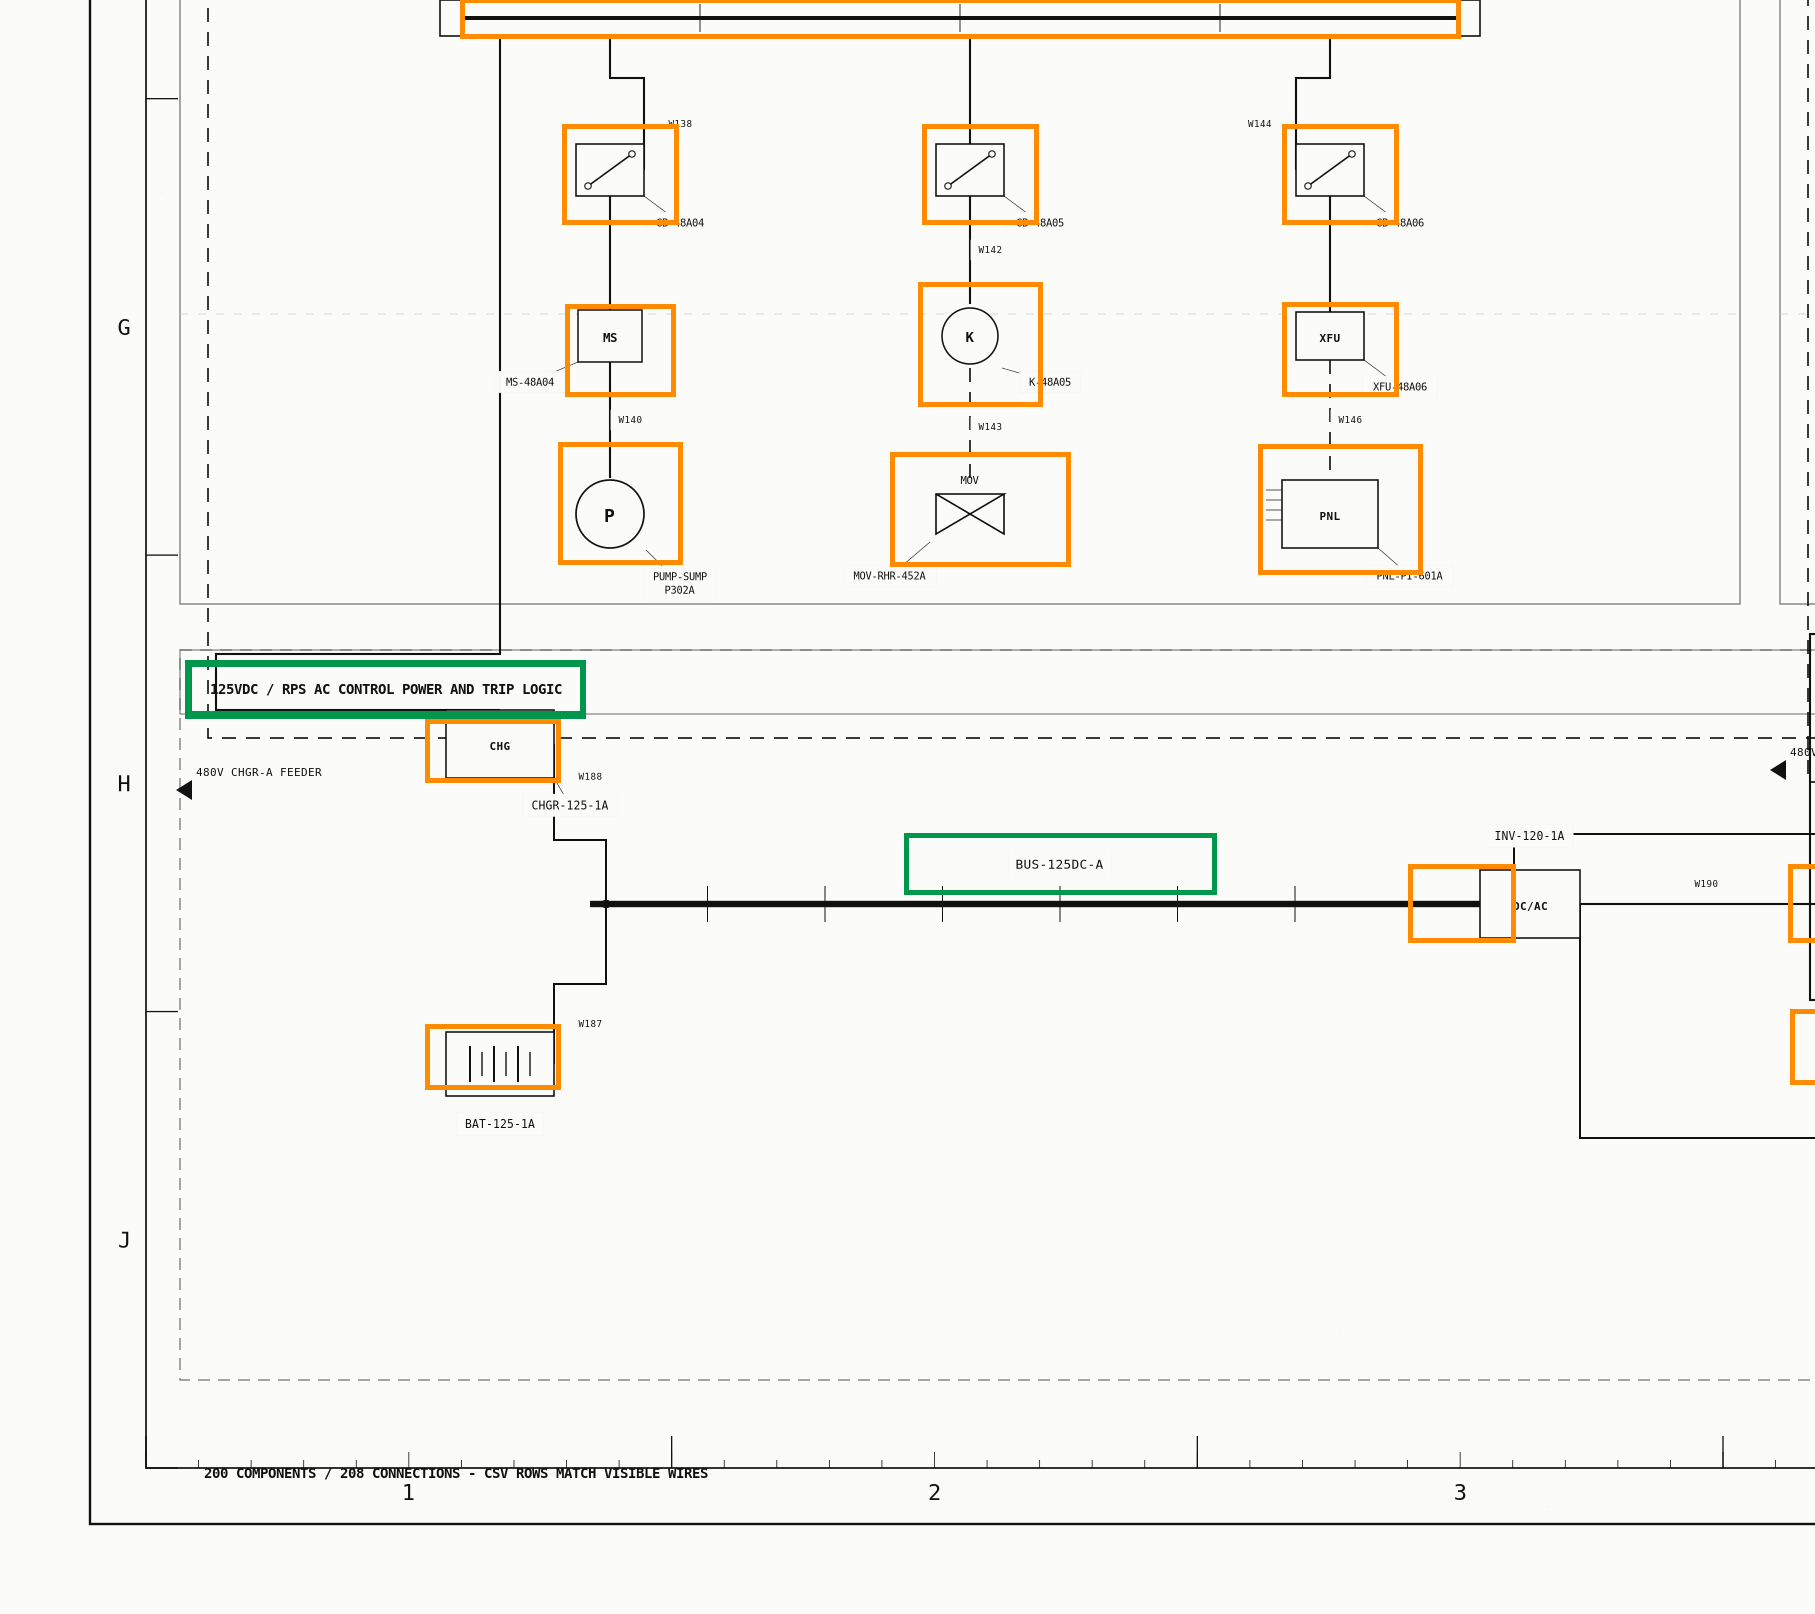 W138
W144
CB-48A04
CB-48A05
CB-48A06
W142
G
MS
K
XFU
MS-48A04
K-48A05
XFU-48A06
W140
W143
W146
MOV
P
PNL
PUMP-SUMP
P302A
MOV-RHR-452A
PNL-PI-601A
125VDC / RPS AC CONTROL POWER AND TRIP LOGIC
CHG
480V CHGR-A FEEDER
W188
480V
H
CHGR-125-1A
INV-120-1A
BUS-125DC-A
W190
DC/AC
W187
BAT-125-1A
J
200 COMPONENTS / 208 CONNECTIONS - CSV ROWS MATCH VISIBLE WIRES
1
2
3